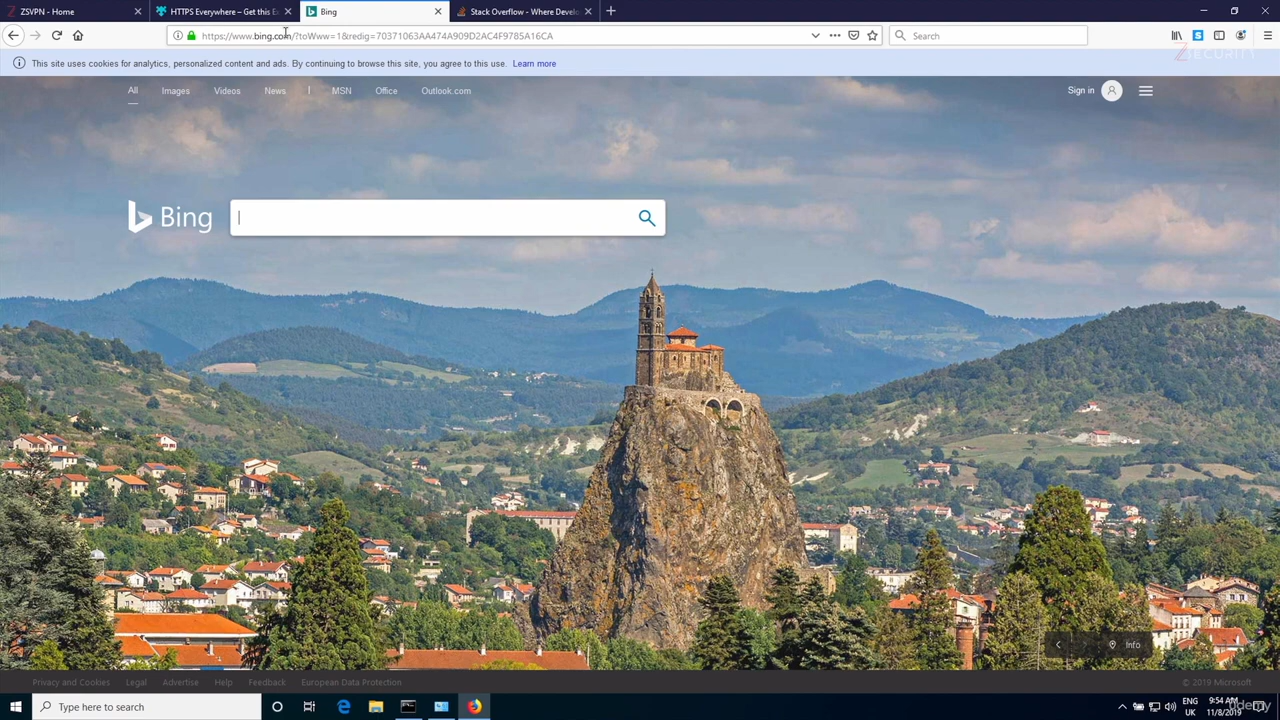 ZSVPN - Home
HTTPS Everywhere – Get this E
Bing
Stack Overflow - Where Develo
https://www.bing.com/?toWww=1&redig=70371063AA474A909D2AC4F9785A16CA
Search
This site uses cookies for analytics, personalized content and ads. By continuing to browse this site, you agree to this use. Learn more
ZSECURITY
All Images Videos News | MSN Office Outlook.com
Sign in
Bing
Info
Privacy and Cookies Legal Advertise Help Feedback European Data Protection
© 2019 Microsoft
Type here to search
ENG
UK
9:54 AM
11/8/2019
Udemy